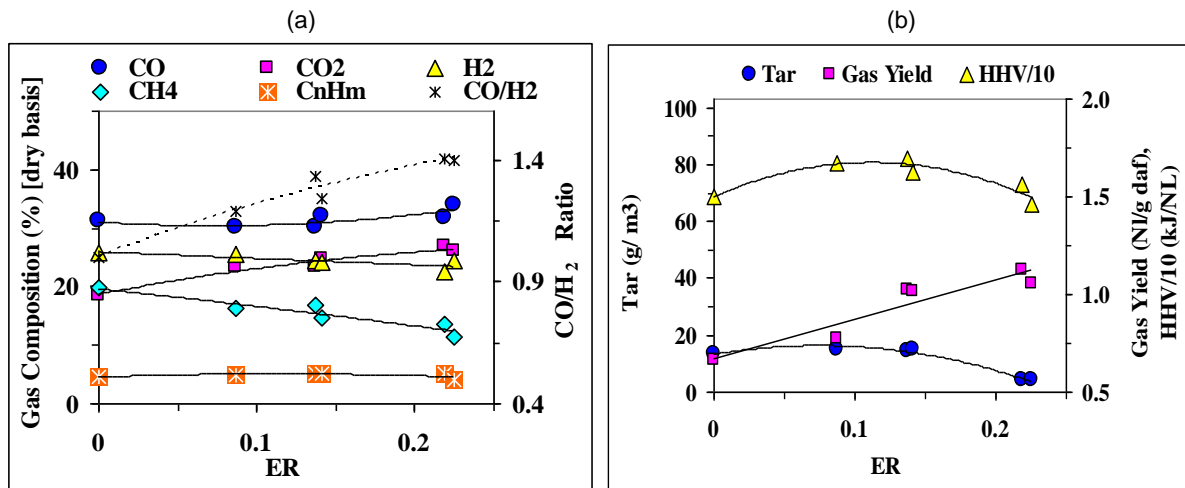 (a)
CO CO2 H2
CH4 CnHm CO/H2
Gas Composition (%) [dry basis]
40
20
0
0 0.1 0.2
ER
1.4
0.9
0.4
CO/H2 Ratio
(b)
Tar Gas Yield HHV/10
Tar (g/ m3)
100
80
60
40
20
0
0 0.1 0.2
ER
2.0
1.5
1.0
0.5
Gas Yield (Nl/g daf),
HHV/10 (kJ/NL)